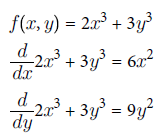 f(x, y) = 2x³ + 3y³
d/dx 2x³ + 3y³ = 6x²
d/dy 2x³ + 3y³ = 9y²